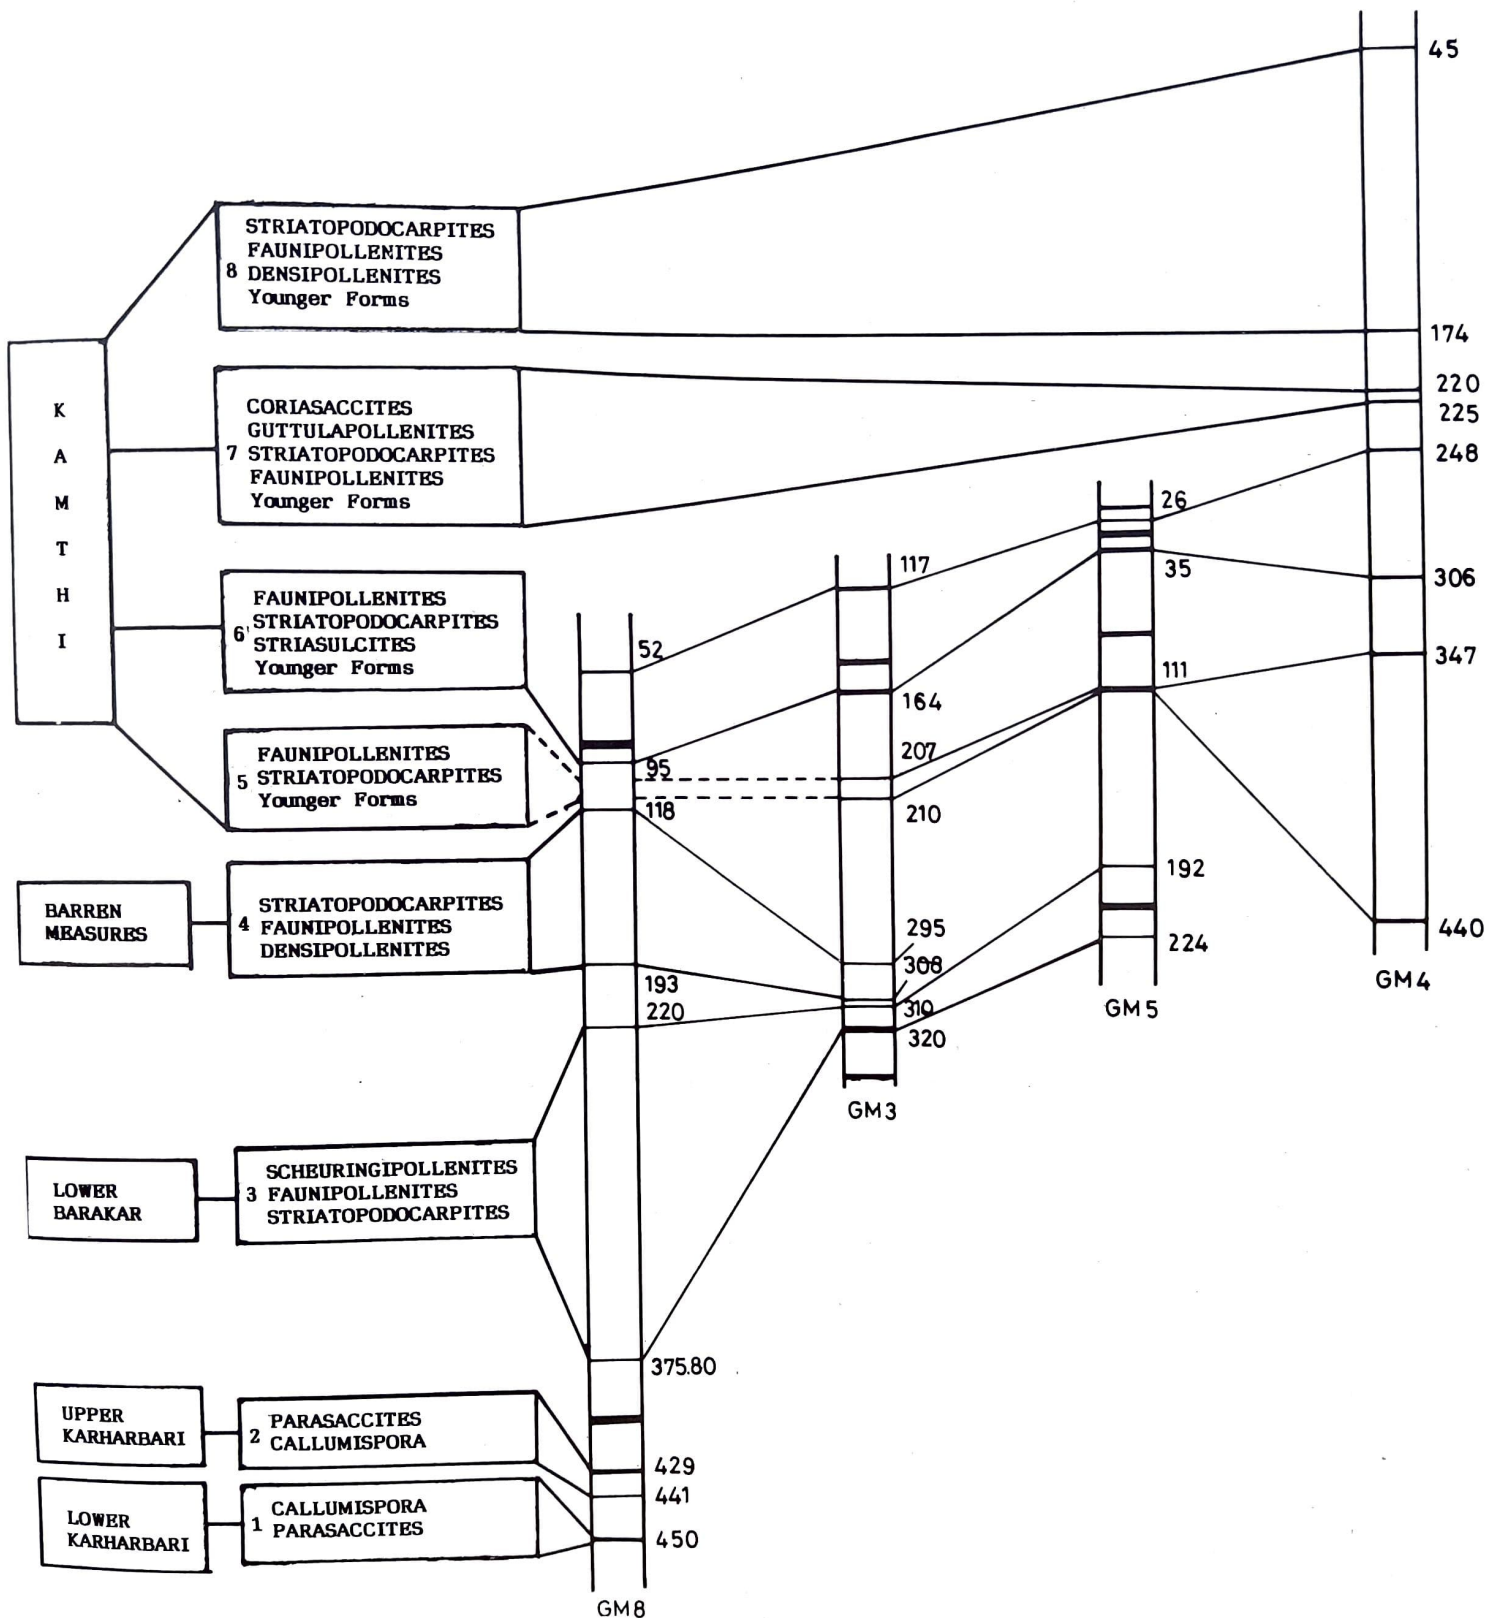 45
174
220
225
248
306
347
440
GM4
STRIATOPODOCARPITES
FAUNIPOLLENITES
8 DENSIPOLLENITES
Younger Forms
K
A
M
T
H
I
CORIASACCITES
GUTTULAPOLLENITES
7 STRIATOPODOCARPITES
FAUNIPOLLENITES
Younger Forms
FAUNIPOLLENITES
STRIATOPODOCARPITES
6 STRIASULCITES
Younger Forms
FAUNIPOLLENITES
5 STRIATOPODOCARPITES
Younger Forms
BARREN
MEASURES
STRIATOPODOCARPITES
4 FAUNIPOLLENITES
DENSIPOLLENITES
LOWER
BARAKAR
SCHEURINGIPOLLENITES
3 FAUNIPOLLENITES
STRIATOPODOCARPITES
UPPER
KARHARBARI
PARASACCITES
2 CALLUMISPORA
LOWER
KARHARBARI
CALLUMISPORA
1 PARASACCITES
52
95
118
193
220
375.80
429
441
450
GM8
117
164
207
210
295
308
310
320
GM3
26
35
111
192
224
GM5